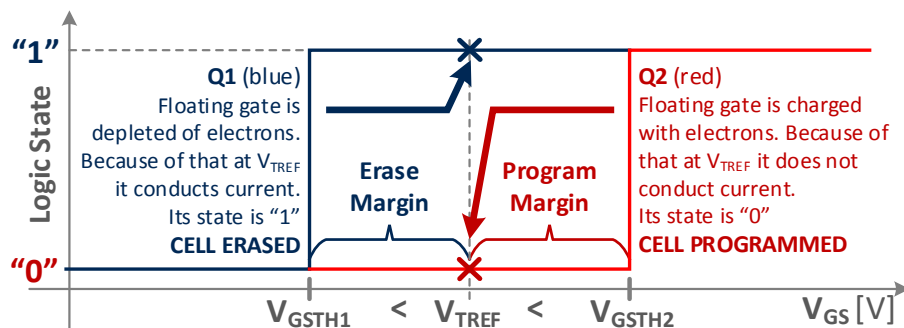 “1”
Logic State
“0”
Q1 (blue)
Floating gate is
depleted of electrons.
Because of that at VTREF
it conducts current.
Its state is “1”
CELL ERASED
Erase
Margin
Program
Margin
Q2 (red)
Floating gate is charged
with electrons. Because of
that at VTREF it does not
conduct current.
Its state is “0”
CELL PROGRAMMED
VGSTH1 < VTREF < VGSTH2 VGS [V]